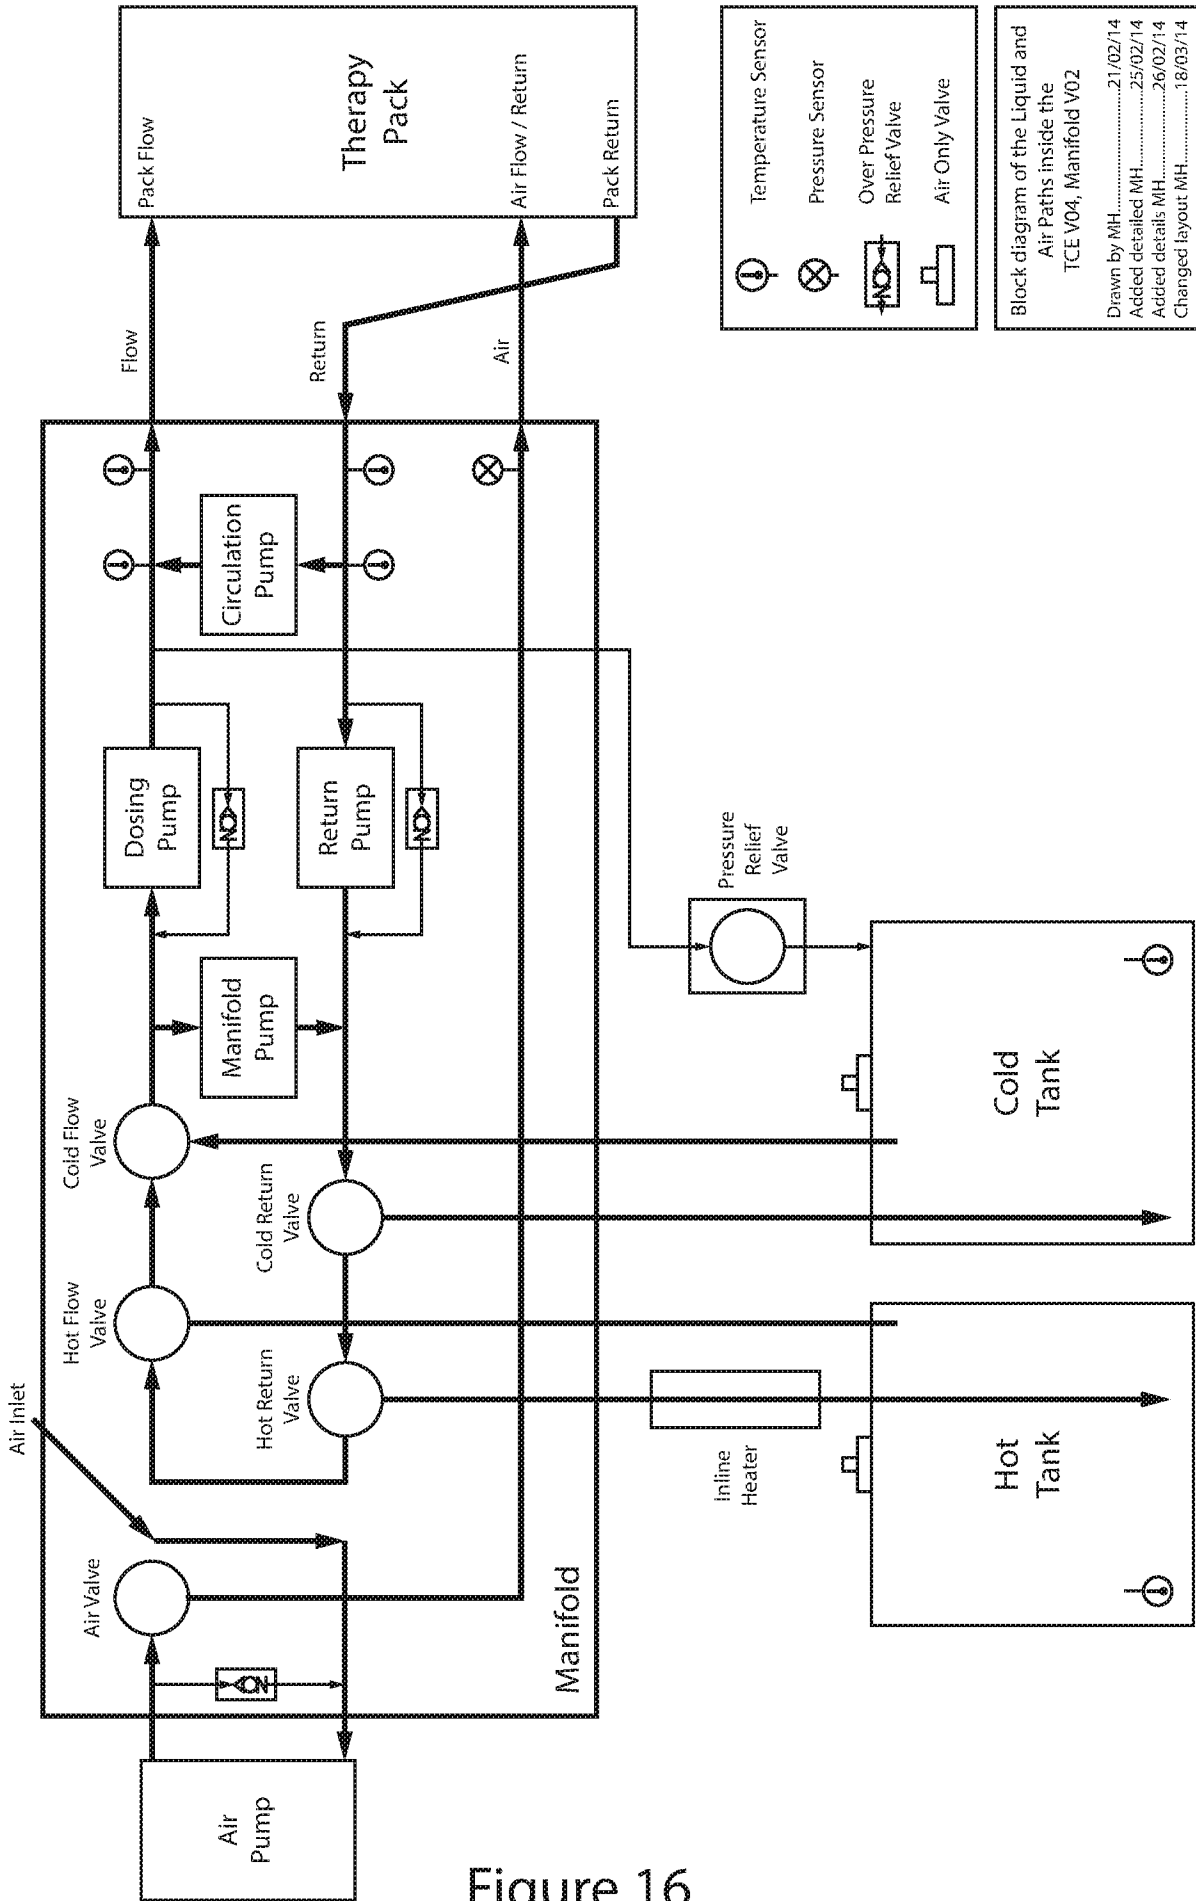 Air
Pump
Air Valve
Air Inlet
Manifold
Hot Flow
Valve
Hot Return
Valve
Cold Flow
Valve
Cold Return
Valve
Manifold
Pump
Dosing
Pump
Return
Pump
Circulation
Pump
Flow
Return
Air
Pack Flow
Therapy
Pack
Air Flow / Return
Pack Return
Inline
Heater
Hot
Tank
Cold
Tank
Pressure
Relief
Valve
Temperature Sensor
Pressure Sensor
Over Pressure
Relief Valve
Air Only Valve
Block diagram of the Liquid and
Air Paths inside the
TCE V04, Manifold V02
Drawn by MH..............................21/02/14
Added detailed MH....................25/02/14
Added details MH......................26/02/14
Changed layout MH...................18/03/14
Figure 16